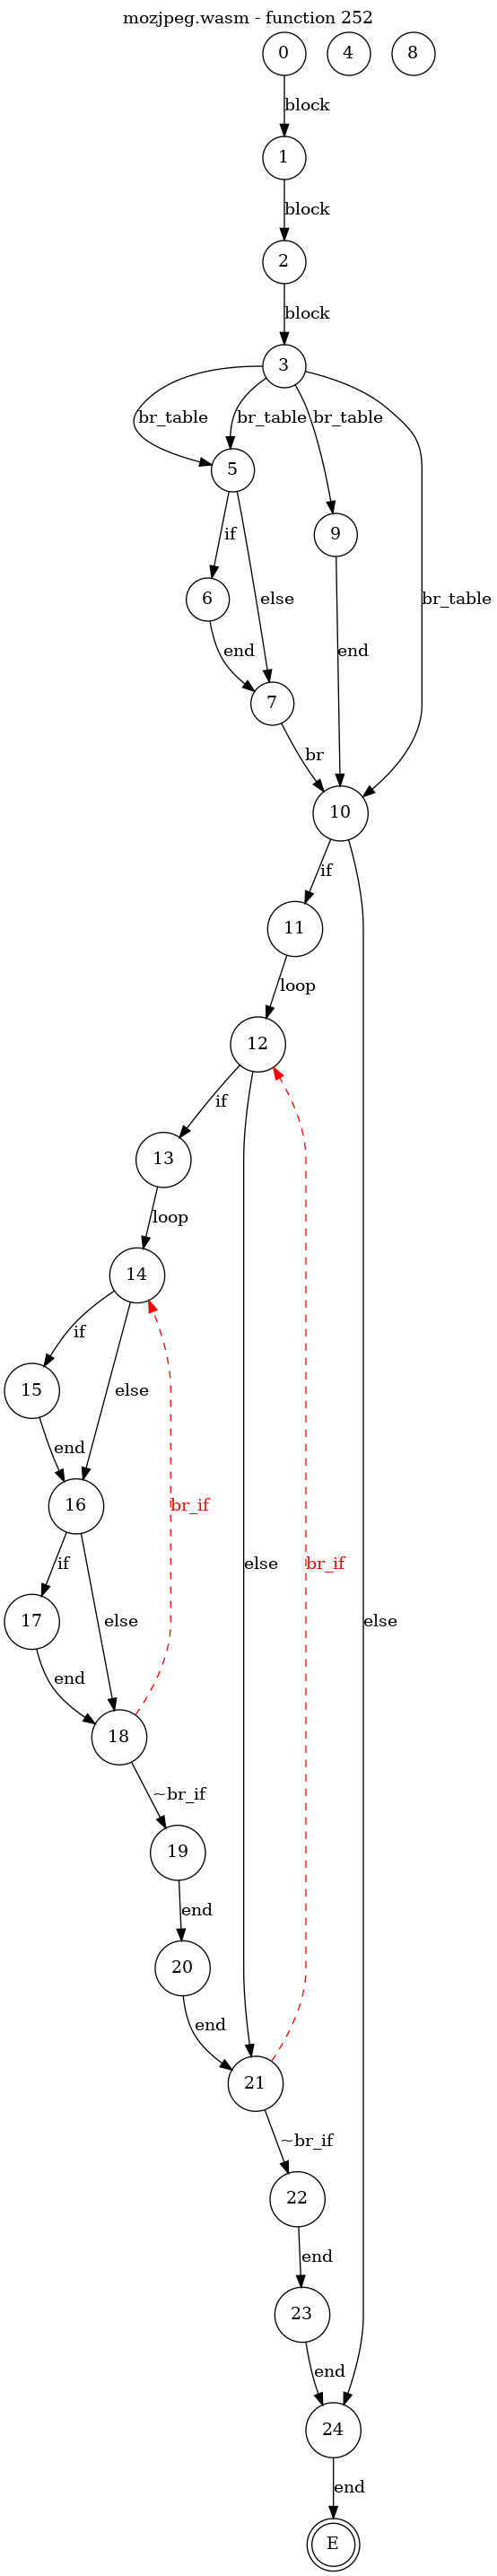 mozjpeg.wasm - function 252
0 4 8
block
1
block
2
block
3
br_table br_table br_table
5
9
if
br_table
6
else
end end
7
br
10
if
11
loop
12
if
13
loop
14
if
else
15
end
16
br_if
if
else br_if else
17
else
end
18
~br_if
19
end
20
end
21
~br_if
22
end
23
end
24
end
E